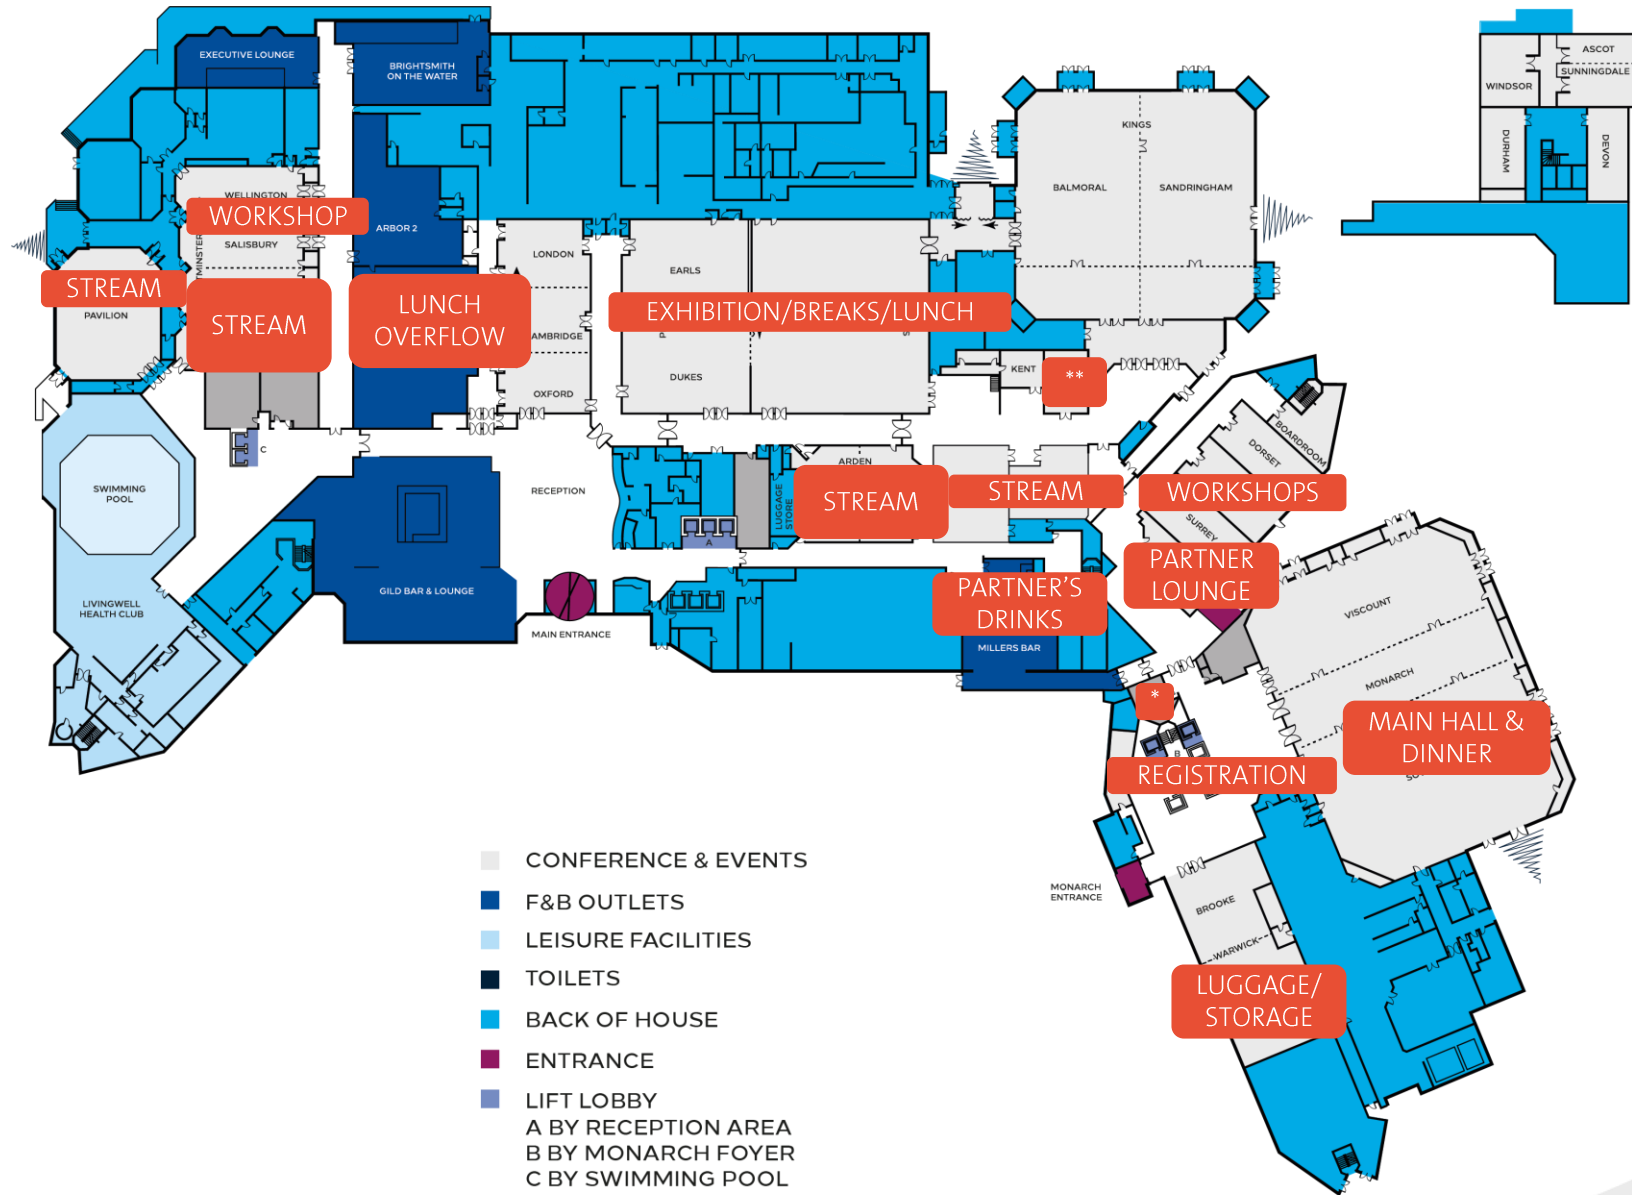 EXECUTIVE LOUNGE
BRIGHTSMITH
ON THE WATER
WELLINGTON
WORKSHOP
SALISBURY
STREAM
PAVILION
STREAM
ARBOR 2
LUNCH
OVERFLOW
LONDON
OXFORD
EARLS
EXHIBITION/BREAKS/LUNCH
DUKES
KINGS
BALMORAL
SANDRINGHAM
KENT
**
WINDSOR
ASCOT
SUNNINGDALE
DURHAM
DEVON
C
SWIMMING
POOL
LIVINGWELL
HEALTH CLUB
GILD BAR & LOUNGE
RECEPTION
MAIN ENTRANCE
A
LUGGAGE
STORE
ARDEN
STREAM
STREAM
BOARDROOM
DORSET
WORKSHOPS
SURREY
PARTNER
LOUNGE
PARTNER'S
DRINKS
MILLERS BAR
VISCOUNT
MONARCH
MAIN HALL &
DINNER
*
B
REGISTRATION
MONARCH
ENTRANCE
BROOKE
WARWICK
LUGGAGE/
STORAGE
CONFERENCE & EVENTS
F&B OUTLETS
LEISURE FACILITIES
TOILETS
BACK OF HOUSE
ENTRANCE
LIFT LOBBY
A BY RECEPTION AREA
B BY MONARCH FOYER
C BY SWIMMING POOL